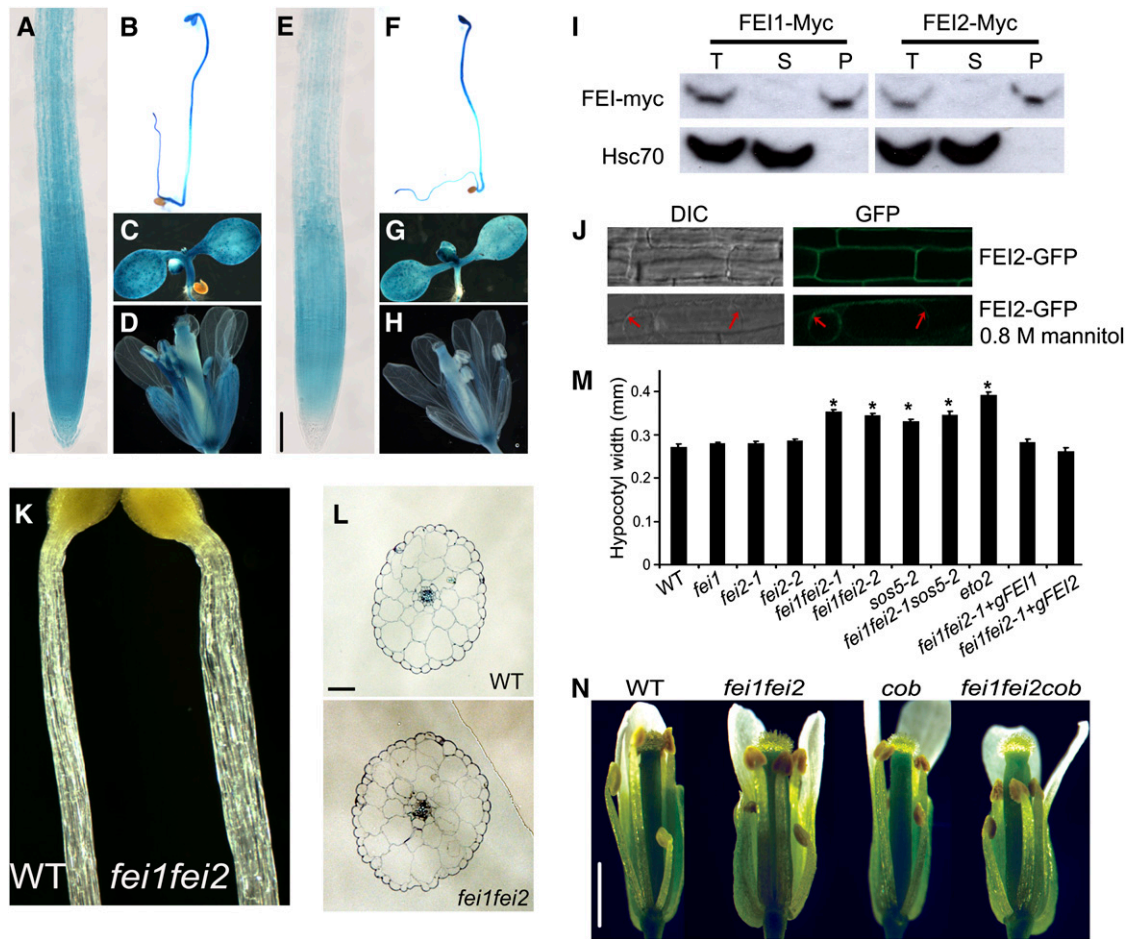 A
B
C
D
E
F
G
H
I
FEI1-Myc FEI2-Myc
T S P T S P
FEI-myc
Hsc70
J
DIC GFP
FEI2-GFP
FEI2-GFP
0.8 M mannitol
K
WT fei1fei2
L
WT
fei1fei2
M
Hypocotyl width (mm)
0.4
0.3
0.2
0.1
0
* * * * *
WT
fei1
fei2-1
fei2-2
fei1fei2-1
fei1fei2-2
sos5-2
fei1fei2-1sos5-2
eto2
fei1fei2-1+gFEI1
fei1fei2-1+gFEI2
N
WT fei1fei2 cob fei1fei2cob